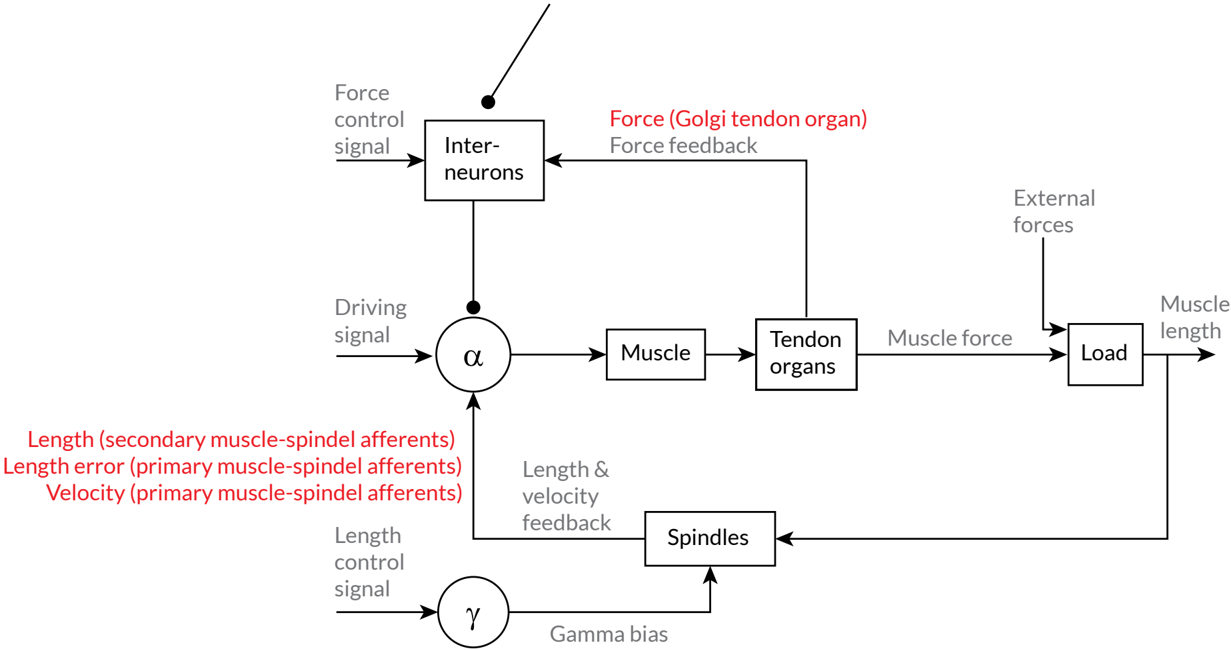 Force
control
signal
Inter-
neurons
Force (Golgi tendon organ)
Force feedback
External
forces
Driving
signal
α
Muscle
Tendon
organs
Muscle force
Load
Muscle
length
Length (secondary muscle-spindel afferents)
Length error (primary muscle-spindel afferents)
Velocity (primary muscle-spindel afferents)
Length &
velocity
feedback
Spindles
Length
control
signal
γ
Gamma bias